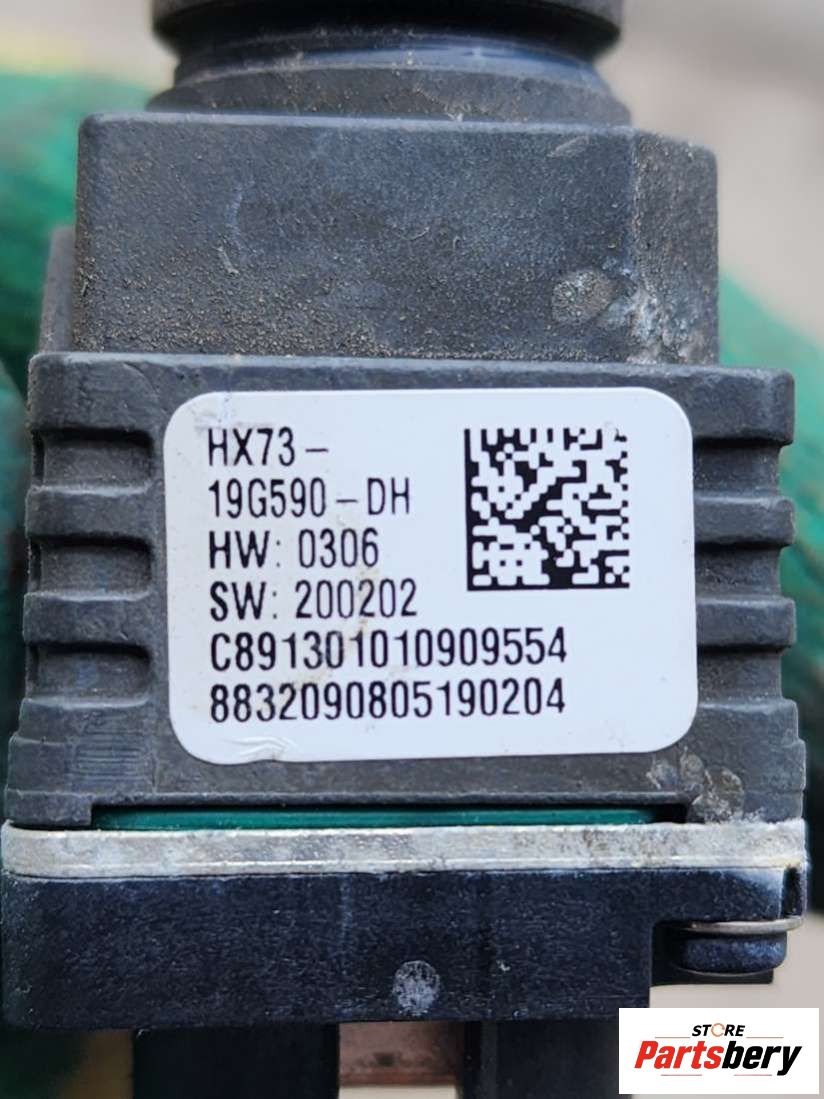 HX73-
19G590-DH
HW: 0306
SW: 200202
C891301010909554
8832090805190204
STORE
Partsbery